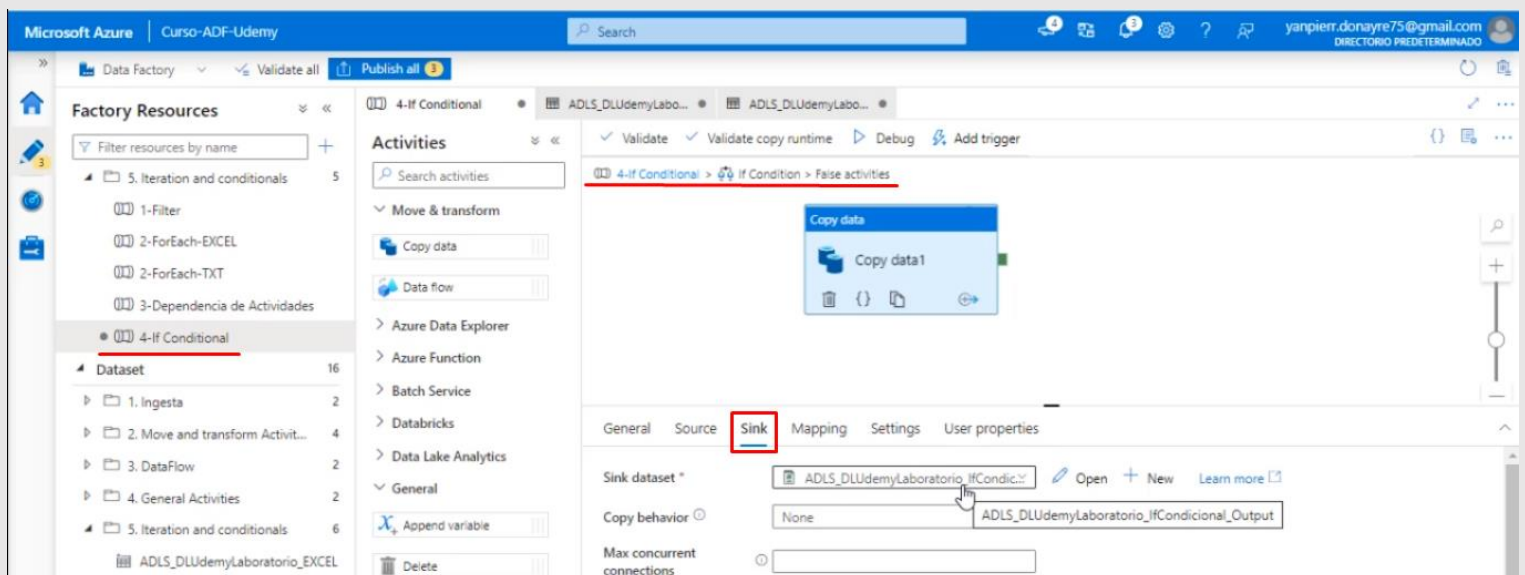 Microsoft Azure | Curso-ADF-Udemy
Search
4
3
yanpierr.donayre75@gmail.com
DIRECTORIO PREDETERMINADO
Data Factory
Validate all
Publish all 3
3
Factory Resources
Filter resources by name
5. Iteration and conditionals 5
1-Filter
2-ForEach-EXCEL
2-ForEach-TXT
3-Dependencia de Actividades
4-If Conditional
Dataset 16
1. Ingesta 2
2. Move and transform Activit... 4
3. DataFlow 2
4. General Activities 2
5. Iteration and conditionals 6
ADLS_DLUdemyLaboratorio_EXCEL
4-If Conditional
ADLS_DLUdemyLabo...
ADLS_DLUdemyLabo...
Activities
Search activities
Move & transform
Copy data
Data flow
Azure Data Explorer
Azure Function
Batch Service
Databricks
Data Lake Analytics
General
Append variable
Delete
Validate
Validate copy runtime
Debug
Add trigger
4-If Conditional > If Condition > False activities
Copy data
Copy data1
General
Source
Sink
Mapping
Settings
User properties
Sink dataset *
ADLS_DLUdemyLaboratorio_IfCondic...
Open
New
Learn more
Copy behavior
None
ADLS_DLUdemyLaboratorio_IfCondicional_Output
Max concurrent
connections